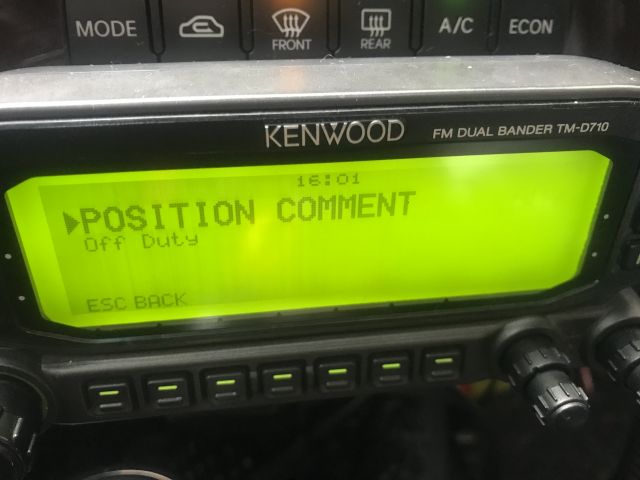 MODE FRONT REAR A/C ECON
KENWOOD FM DUAL BANDER TM-D710
16:01
POSITION COMMENT
Off Duty
ESC BACK